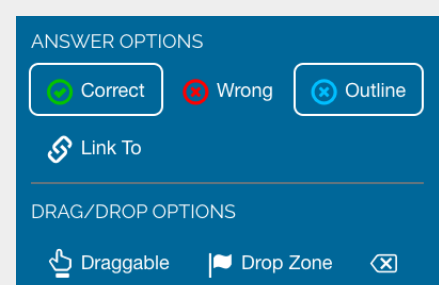 ANSWER OPTIONS
Correct Wrong Outline
Link To
DRAG/DROP OPTIONS
Draggable Drop Zone